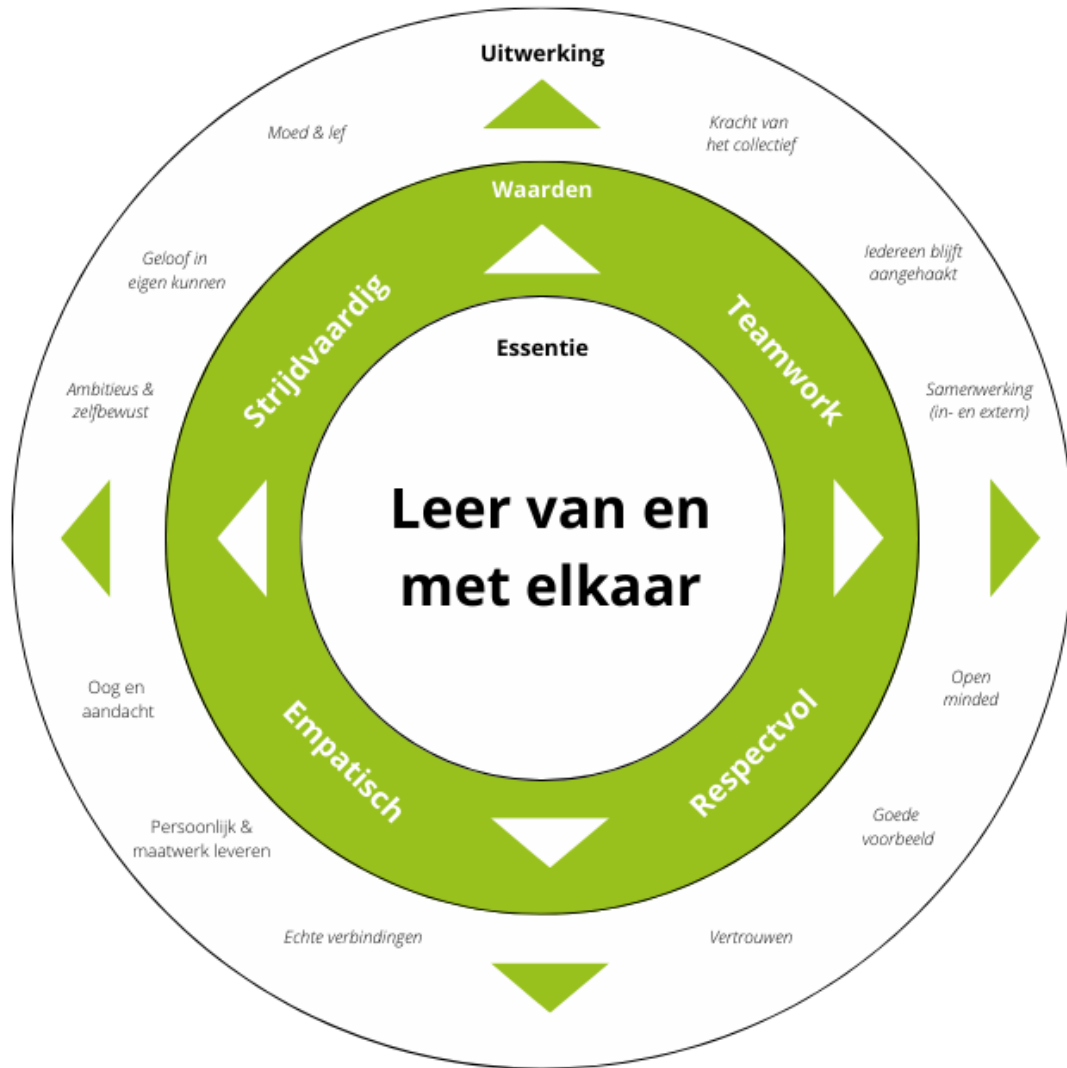 Uitwerking
Moed & lef
Kracht van
het collectief
Waarden
Geloof in
eigen kunnen
Iedereen blijft
aangehaakt
Strijdvaardig
Teamwork
Essentie
Ambitieus &
zelfbewust
Samenwerking
(in- en extern)
Leer van en
met elkaar
Oog en
aandacht
Open
minded
Empatisch
Respectvol
Persoonlijk &
maatwerk leveren
Goede
voorbeeld
Echte verbindingen
Vertrouwen